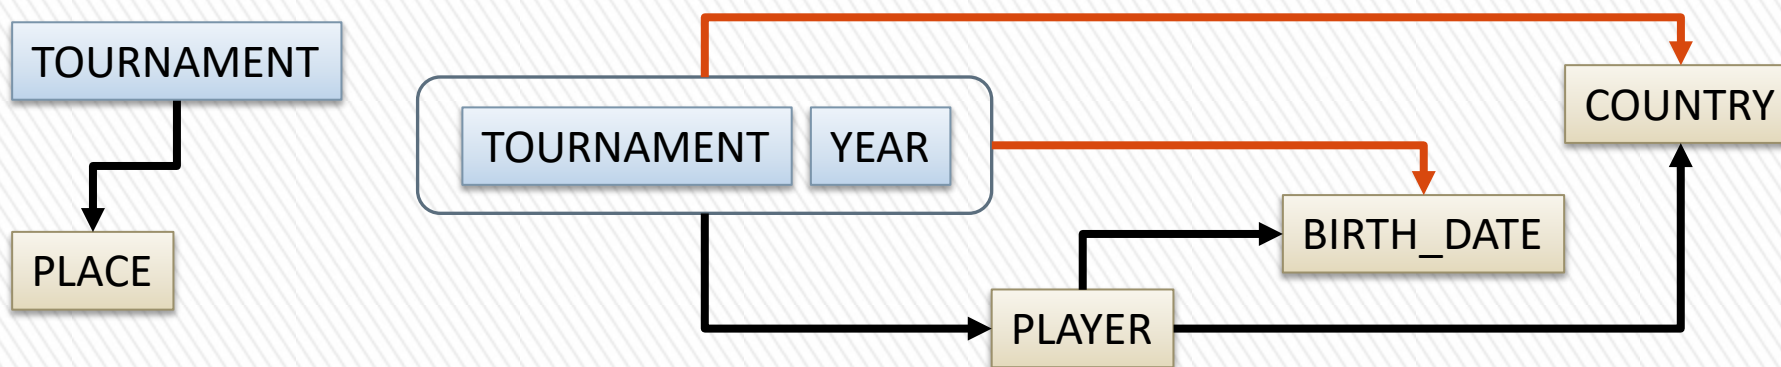 TOURNAMENT
PLACE
TOURNAMENT YEAR
COUNTRY
BIRTH_DATE
PLAYER